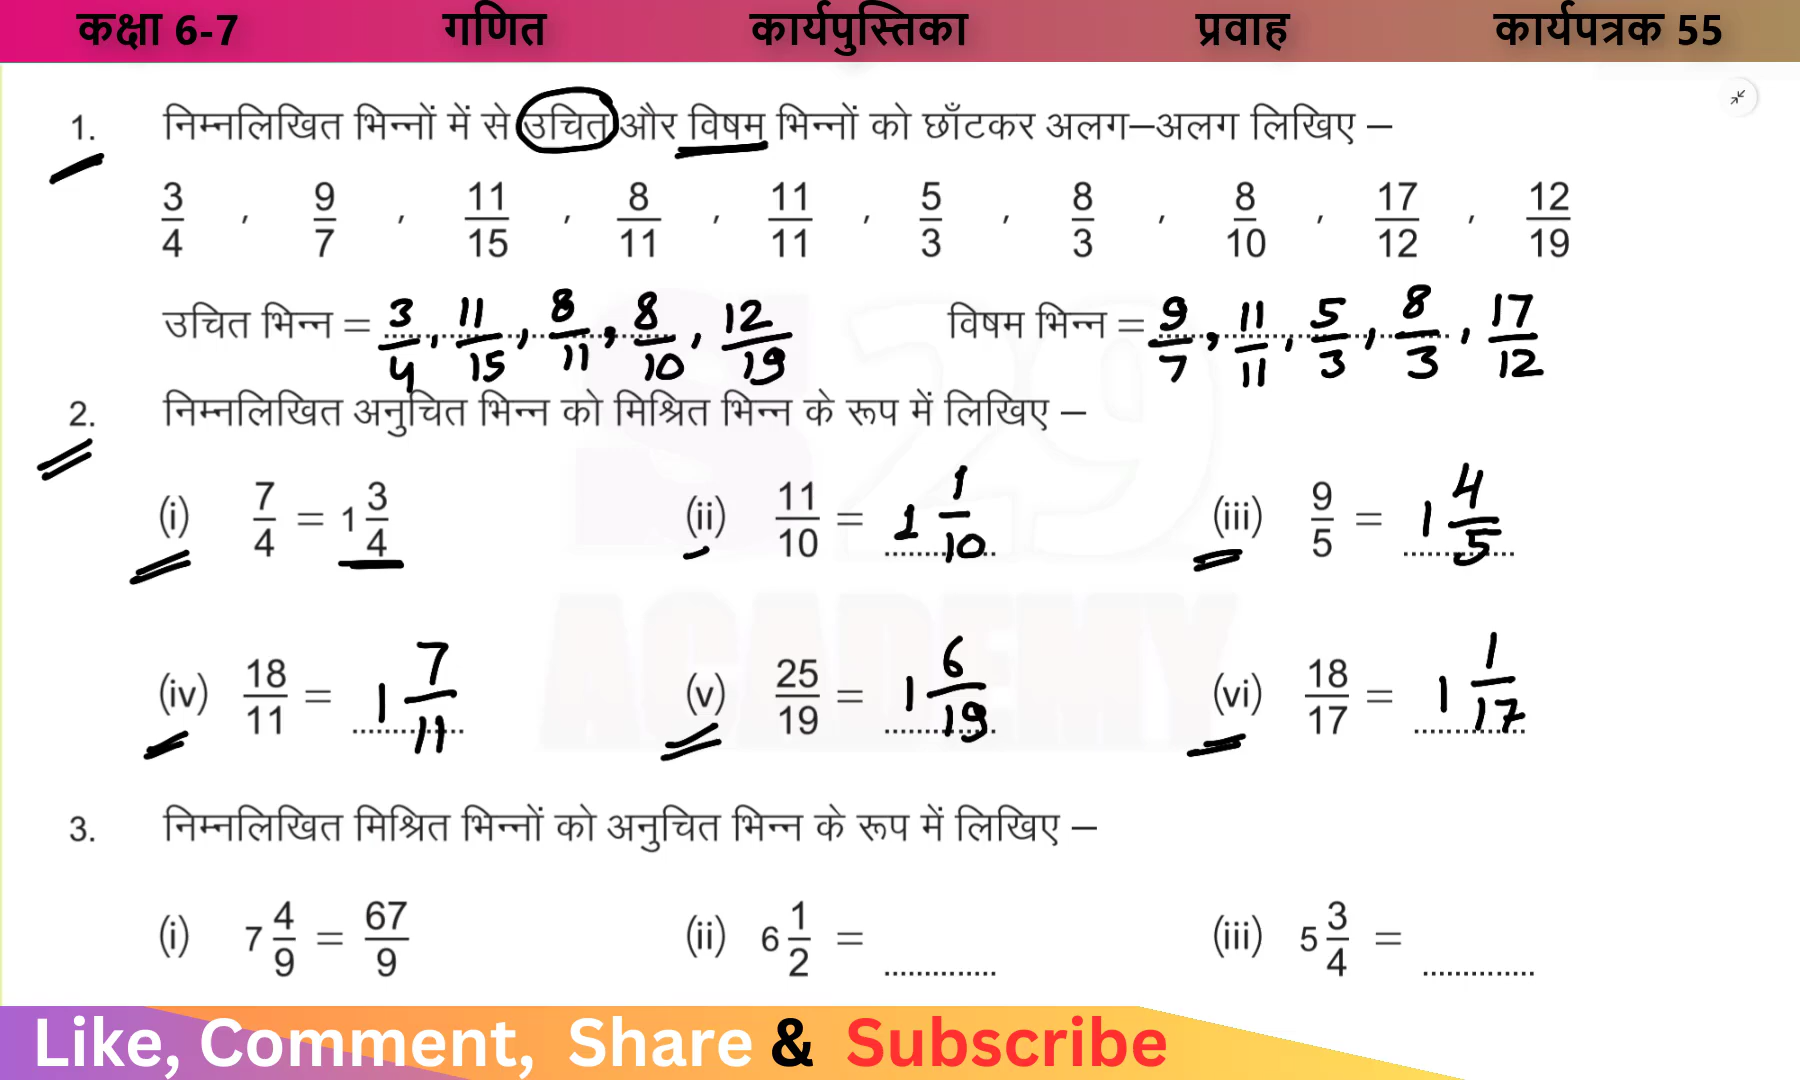 कक्षा 6-7 गणित कार्यपुस्तिका प्रवाह कार्यपत्रक 55
1. निम्नलिखित भिन्नों में से उचित और विषम भिन्नों को छाँटकर अलग–अलग लिखिए –
3/4 , 9/7 , 11/15 , 8/11 , 11/11 , 5/3 , 8/3 , 8/10 , 17/12 , 12/19
उचित भिन्न = 3/4, 11/15, 8/11, 8/10, 12/19 विषम भिन्न = 9/7, 11/11, 5/3, 8/3, 17/12
2. निम्नलिखित अनुचित भिन्न को मिश्रित भिन्न के रूप में लिखिए –
(i) 7/4 = 1 3/4 (ii) 11/10 = 1 1/10 (iii) 9/5 = 1 4/5
29
ACADEMY
(iv) 18/11 = 1 7/11 (v) 25/19 = 1 6/19 (vi) 18/17 = 1 1/17
3. निम्नलिखित मिश्रित भिन्नों को अनुचित भिन्न के रूप में लिखिए –
(i) 7 4/9 = 67/9 (ii) 6 1/2 = ............. (iii) 5 3/4 = .............
Like, Comment, Share & Subscribe